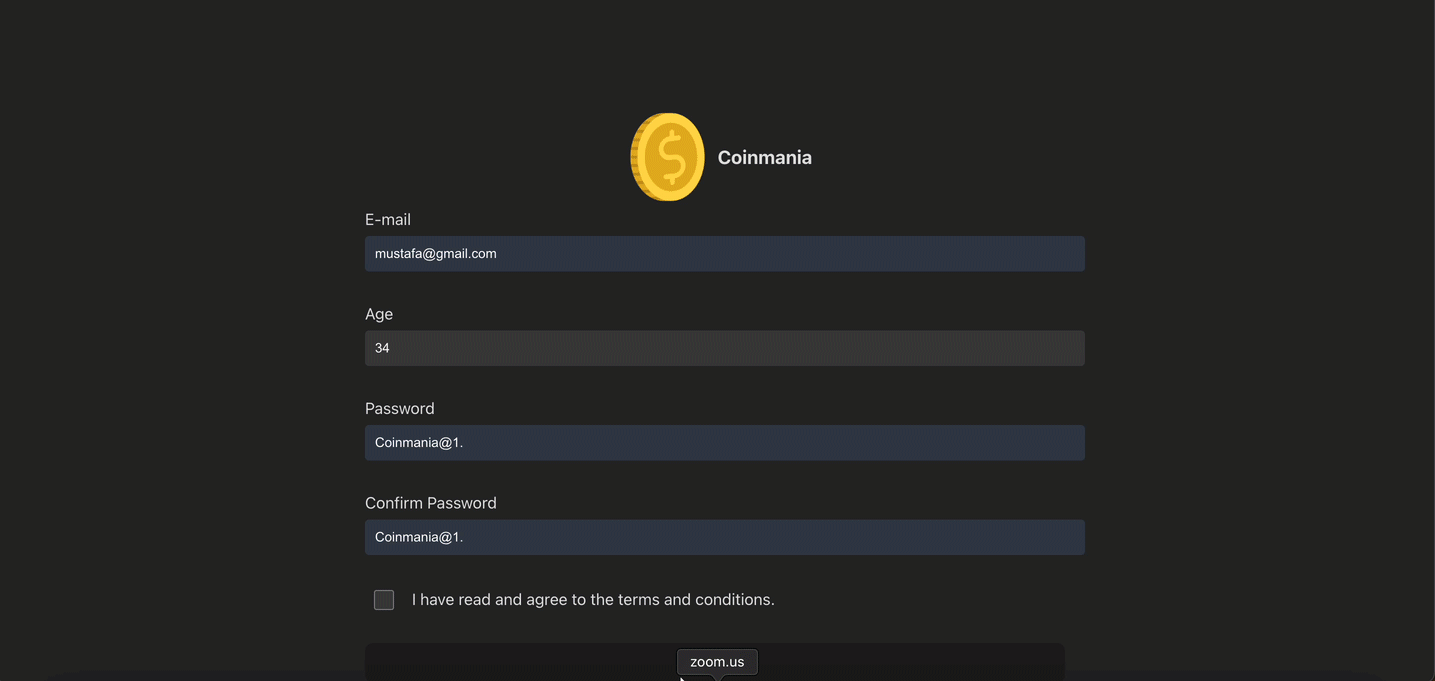 Coinmania
E-mail
mustafa@gmail.com
Age
34
Password
Coinmania@1.
Confirm Password
Coinmania@1.
I have read and agree to the terms and conditions.
zoom.us